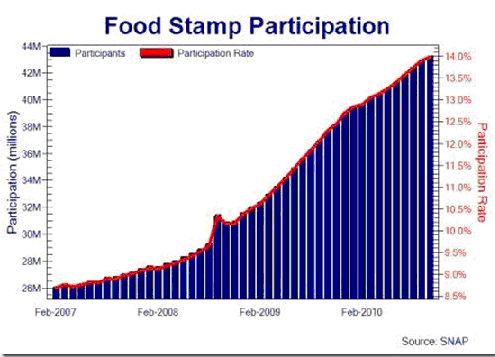 Food Stamp Participation
Participants
Participation Rate
44M
42M
40M
38M
36M
34M
32M
30M
28M
26M
Participation (millions)
14.0%
13.5%
13.0%
12.5%
12.0%
11.5%
11.0%
10.5%
10.0%
9.5%
9.0%
8.5%
Participation Rate
Feb-2007
Feb-2008
Feb-2009
Feb-2010
Source: SNAP